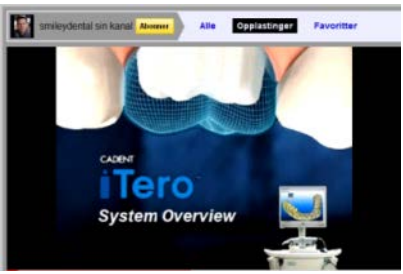 smileydental sin kanal Abonner Alle Opplastinger Favoritter
CADENT
iTero
System Overview